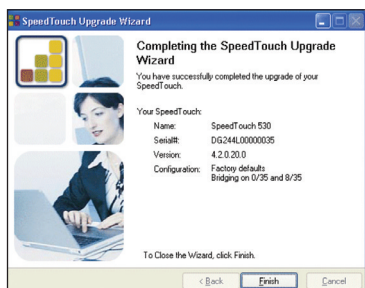 SpeedTouch Upgrade Wizard
Completing the SpeedTouch Upgrade
Wizard
You have successfully completed the upgrade of your
SpeedTouch.
Your SpeedTouch:
Name: SpeedTouch 530
Serial#: DG244L00000035
Version: 4.2.0.20.0
Configuration: Factory defaults
Bridging on 0/35 and 8/35
To Close the Wizard, click Finish.
< Back Finish Cancel